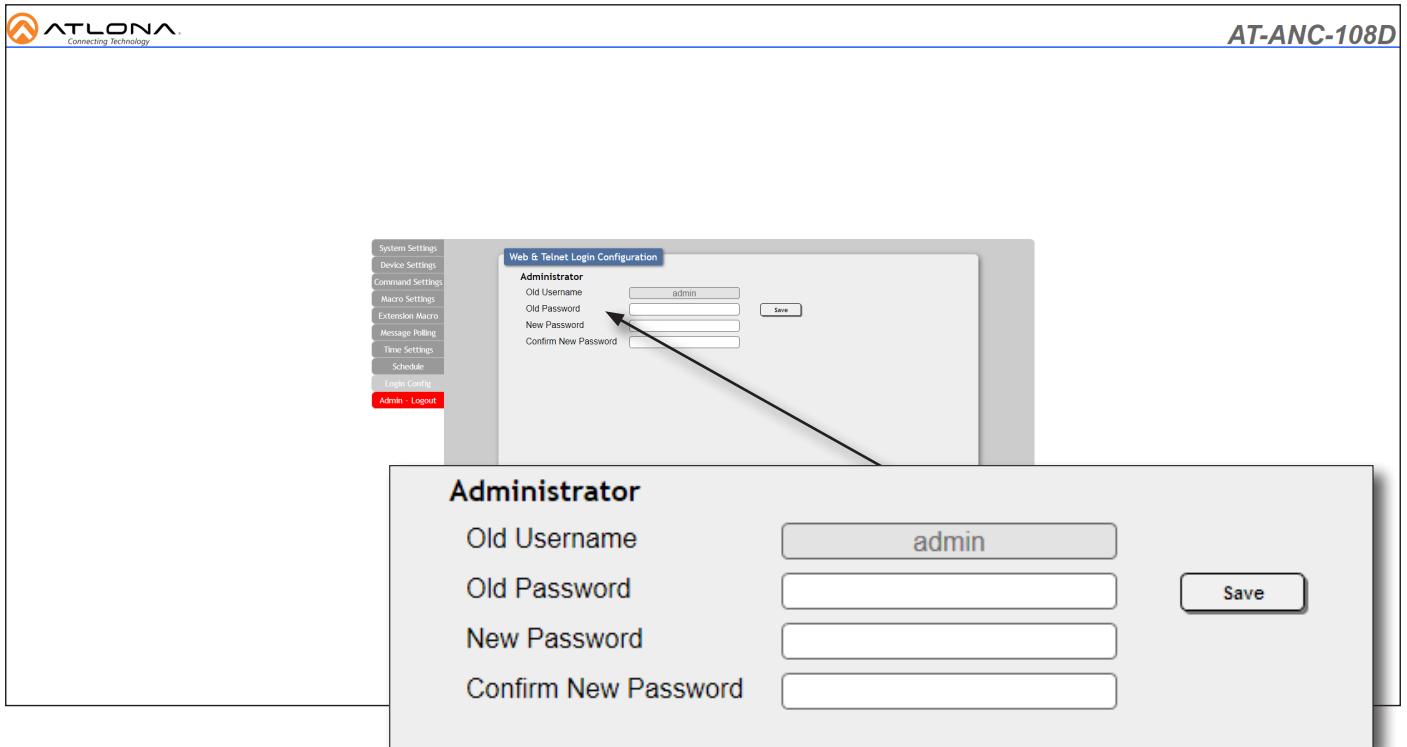 ATLONA.
Connecting Technology
AT-ANC-108D
System Settings
Device Settings
Command Settings
Macro Settings
Extension Macro
Message Polling
Time Settings
Schedule
Login Config
Admin - Logout
Web & Telnet Login Configuration
Administrator
Old Username admin
Old Password Save
New Password
Confirm New Password
Administrator
Old Username admin
Old Password Save
New Password
Confirm New Password